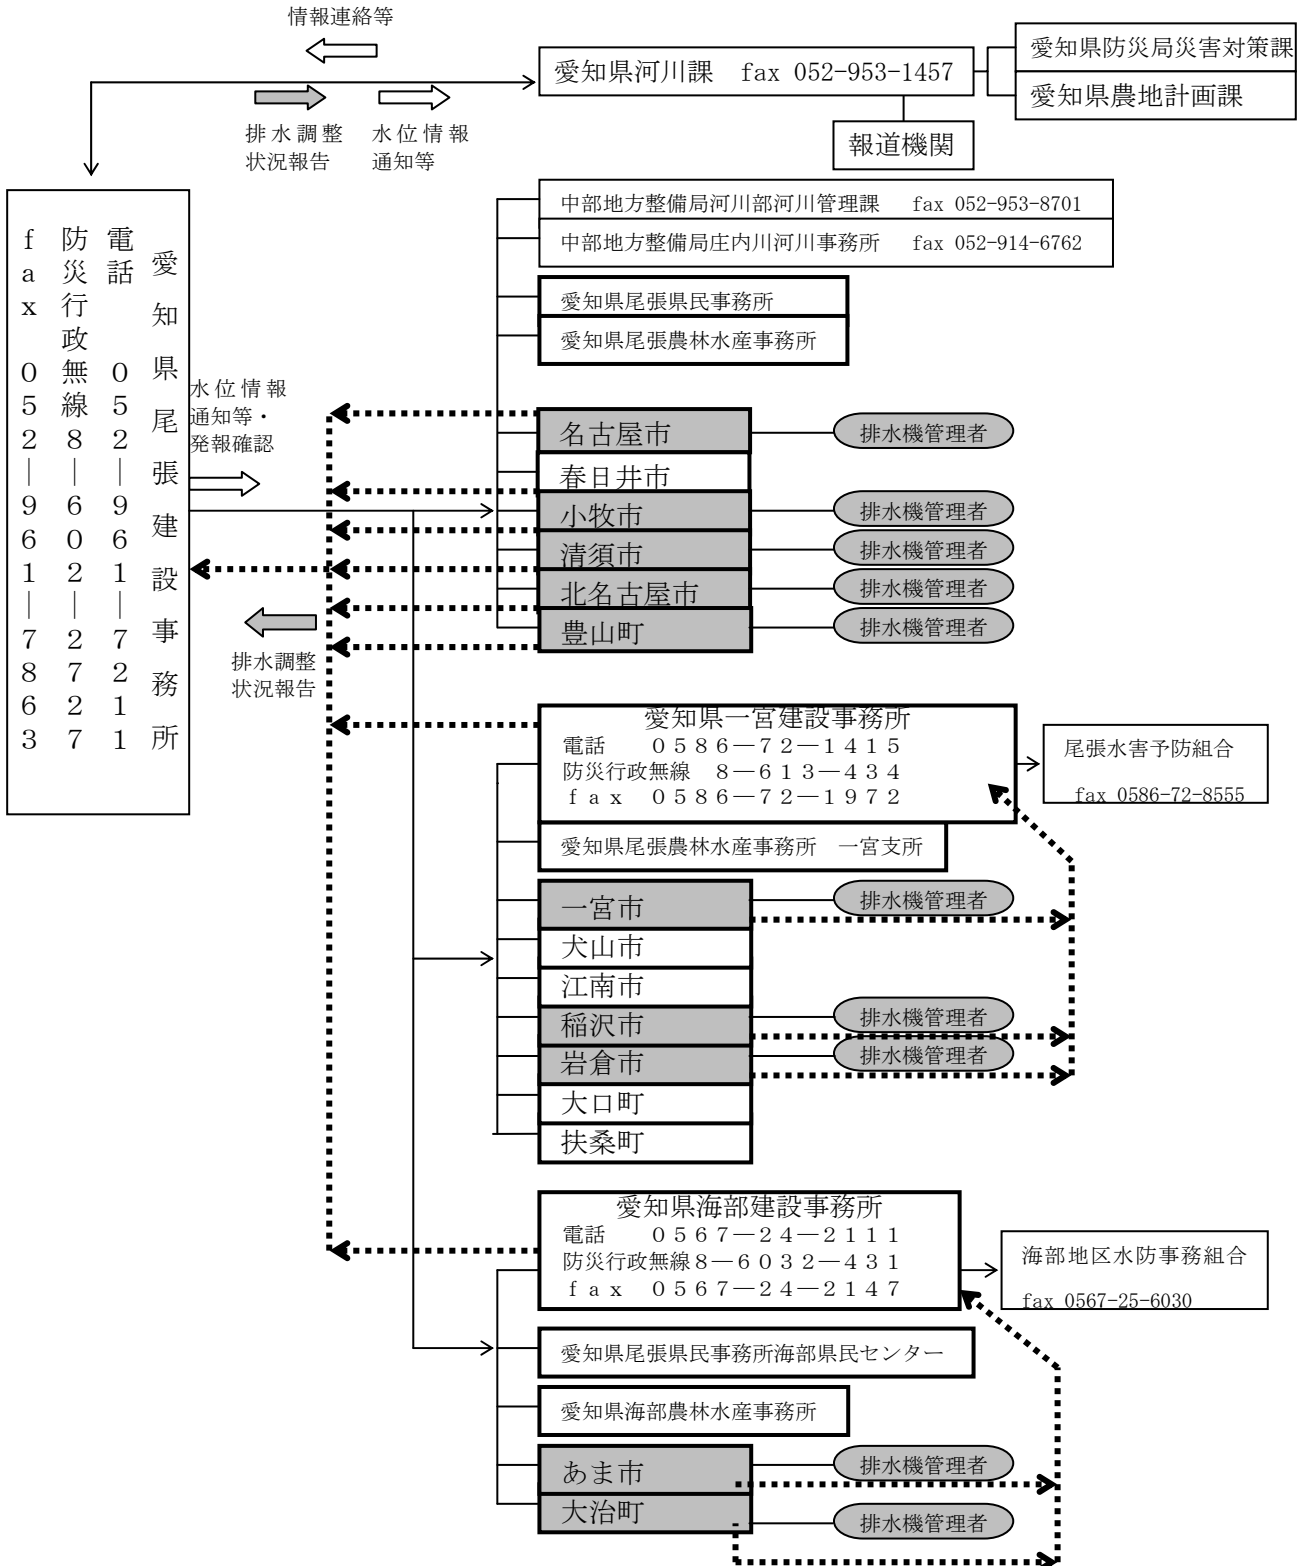 情報連絡等
愛知県河川課　fax 052-953-1457
愛知県防災局災害対策課
愛知県農地計画課
報道機関
排水調整
状況報告
水位情報
通知等
愛知県尾張建設事務所
電話　　０５２―９６１―７２１１
防災行政無線８―６０２―２７２７
ｆａｘ　０５２―９６１―７８６３
水位情報
通知等・
発報確認
排水調整
状況報告
中部地方整備局河川部河川管理課　fax 052-953-8701
中部地方整備局庄内川河川事務所　fax 052-914-6762
愛知県尾張県民事務所
愛知県尾張農林水産事務所
名古屋市
排水機管理者
春日井市
小牧市
排水機管理者
清須市
排水機管理者
北名古屋市
排水機管理者
豊山町
排水機管理者
愛知県一宮建設事務所
電話　　０５８６―７２―１４１５
防災行政無線　８―６１３―４３４
ｆａｘ　０５８６―７２―１９７２
尾張水害予防組合
fax 0586-72-8555
愛知県尾張農林水産事務所　一宮支所
一宮市
排水機管理者
犬山市
江南市
稲沢市
排水機管理者
岩倉市
排水機管理者
大口町
扶桑町
愛知県海部建設事務所
電話　　０５６７―２４―２１１１
防災行政無線８―６０３２―４３１
ｆａｘ　０５６７―２４―２１４７
海部地区水防事務組合
fax 0567-25-6030
愛知県尾張県民事務所海部県民センター
愛知県海部農林水産事務所
あま市
排水機管理者
大治町
排水機管理者